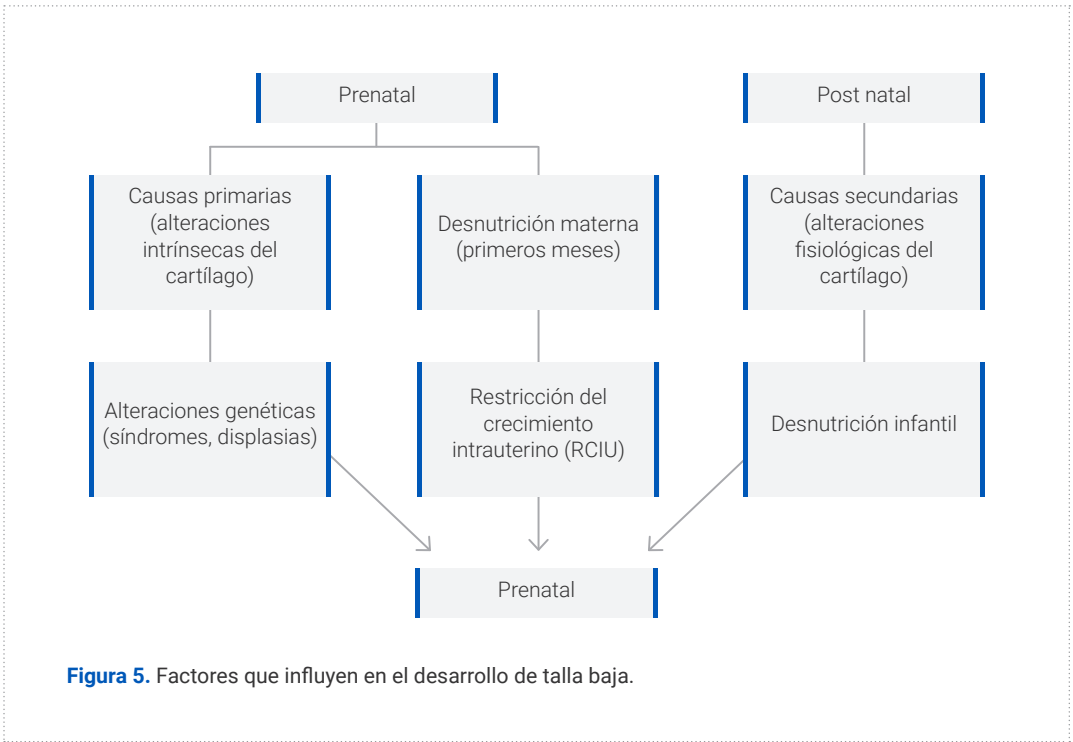 Prenatal
Post natal
Causas primarias
(alteraciones
intrínsecas del
cartílago)
Desnutrición materna
(primeros meses)
Causas secundarias
(alteraciones
fisiológicas del
cartílago)
Alteraciones genéticas
(síndromes, displasias)
Restricción del
crecimiento
intrauterino (RCIU)
Desnutrición infantil
Prenatal
Figura 5. Factores que influyen en el desarrollo de talla baja.